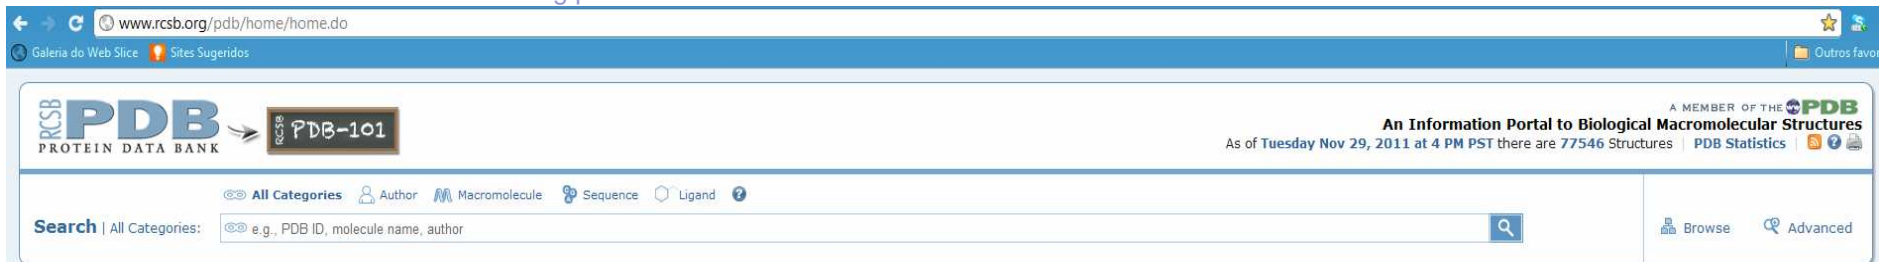 www.rcsb.org/pdb/home/home.do
Galeria do Web Slice Sites Sugeridos
Outros favor
RCSB PDB
PROTEIN DATA BANK
RCSB PDB-101
A MEMBER OF THE PDB
An Information Portal to Biological Macromolecular Structures
As of Tuesday Nov 29, 2011 at 4 PM PST there are 77546 Structures | PDB Statistics |
All Categories Author Macromolecule Sequence Ligand ?
Search | All Categories: e.g., PDB ID, molecule name, author
Browse Advanced